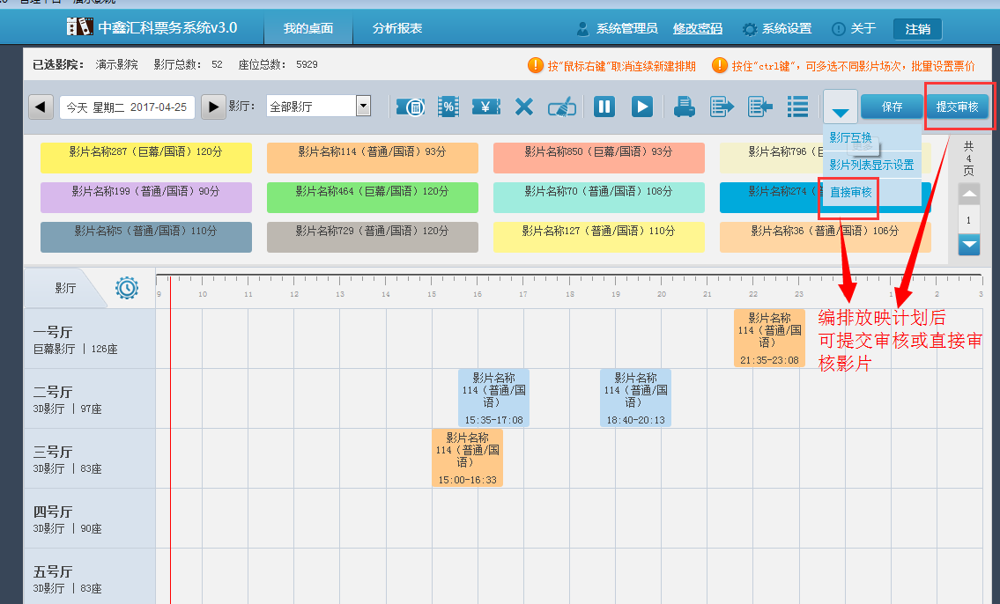 中鑫汇科票务系统v3.0 我的桌面 分析报表 系统管理员 修改密码 系统设置 关于 注销
已选影院： 演示影院 影厅总数： 52 座位总数： 5929 按"鼠标右键"取消连续新建排期 按住"ctrl键"，可多选不同影片场次，批量设置票价
今天 星期二 2017-04-25 影厅： 全部影厅 % ¥ 保存 提交审核
影厅互换
影片列表显示设置
直接审核
影片名称287（巨幕/国语）120分 影片名称114（普通/国语）93分 影片名称850（巨幕/国语）93分 影片名称796（巨
影片名称199（普通/国语）90分 影片名称464（巨幕/国语）120分 影片名称70（普通/国语）108分 影片名称274（
影片名称5（普通/国语）110分 影片名称729（普通/国语）120分 影片名称127（普通/国语）110分 影片名称36（普通/国语）106分
共
4
页
1
影厅 9 10 11 12 13 14 15 16 17 18 19 20 21 22 23 1 2 3
一号厅
巨幕影厅 | 126座
影片名称
114（普通/国
语）
21:35-23:08
编排放映计划后
可提交审核或直接审
核影片
二号厅
3D影厅 | 97座
影片名称
114（普通/国
语）
15:35-17:08
影片名称
114（普通/国
语）
18:40-20:13
三号厅
3D影厅 | 83座
影片名称
114（普通/国
语）
15:00-16:33
四号厅
3D影厅 | 90座
五号厅
3D影厅 | 83座